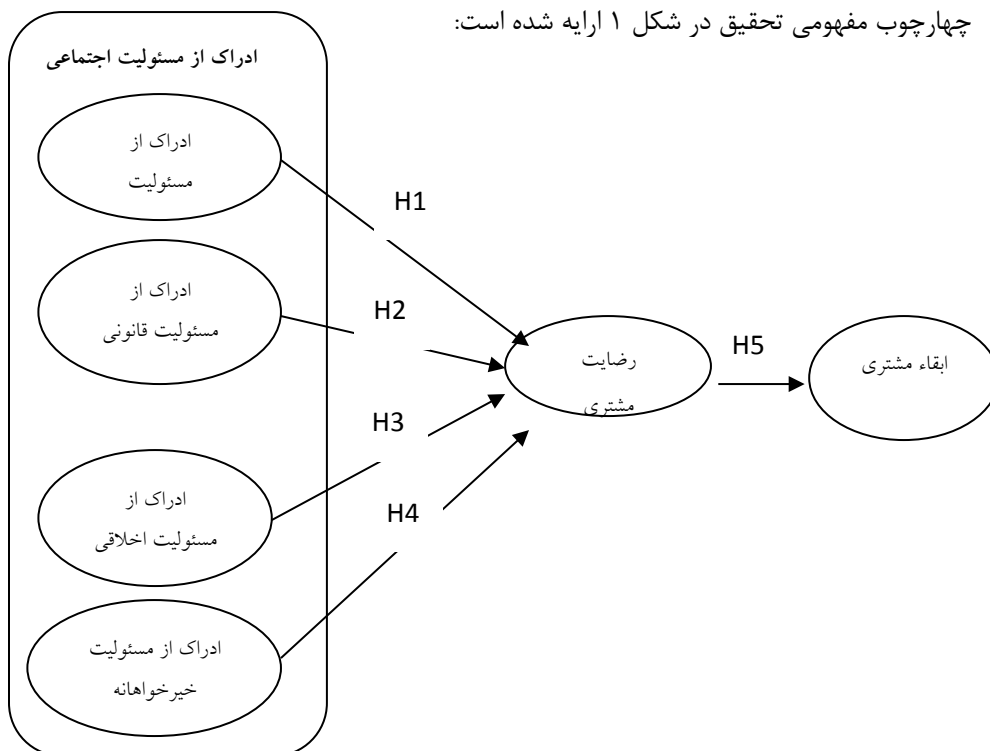 چهارچوب مفهومی تحقیق در شکل ۱ ارایه شده است:
ادراک از مسئولیت اجتماعی
ادراک از
مسئولیت
H1
ادراک از
مسئولیت قانونی
H2
رضایت
مشتری
H5
ابقاء مشتری
H3
ادراک از
مسئولیت اخلاقی
H4
ادراک از مسئولیت
خیرخواهانه